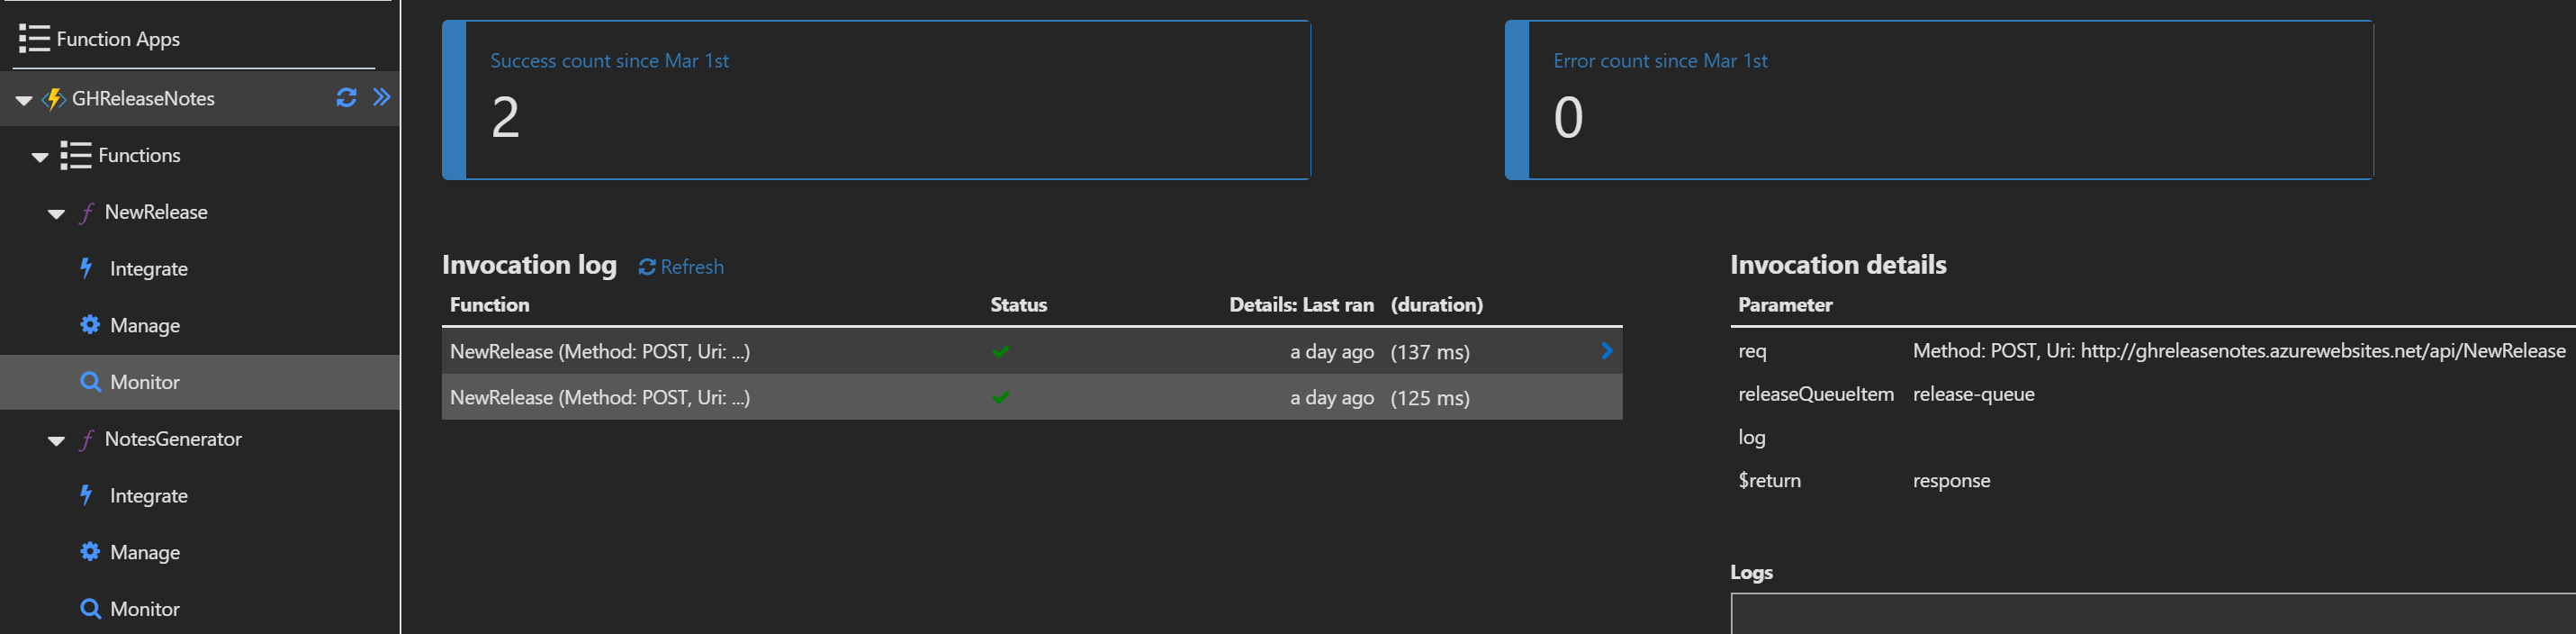 Function Apps
GHReleaseNotes
Functions
NewRelease
Integrate
Manage
Monitor
NotesGenerator
Integrate
Manage
Monitor
Success count since Mar 1st
2
Error count since Mar 1st
0
Invocation log Refresh
Function Status Details: Last ran (duration)
NewRelease (Method: POST, Uri: ...) a day ago (137 ms)
NewRelease (Method: POST, Uri: ...) a day ago (125 ms)
Invocation details
Parameter
req Method: POST, Uri: http://ghreleasenotes.azurewebsites.net/api/NewRelease
releaseQueueItem release-queue
log
$return response
Logs